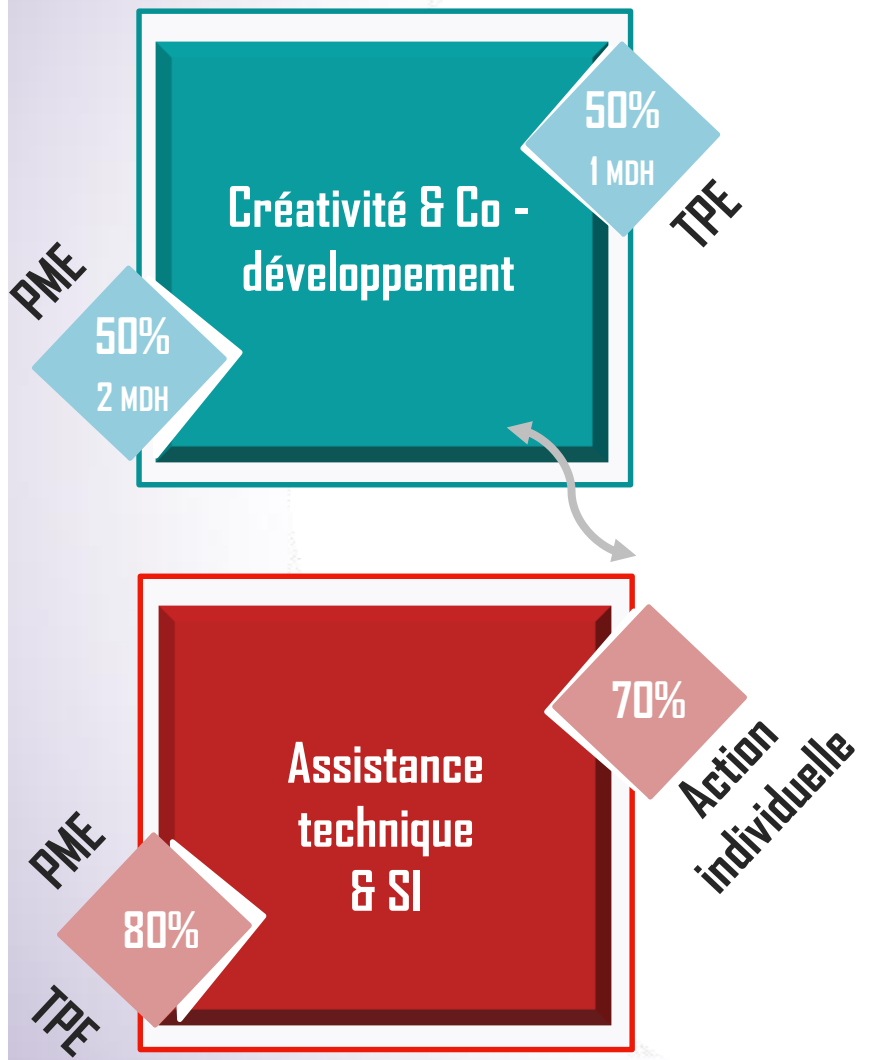 50%
1 MDH
TPE
Créativité & Co -
développement
PME
50%
2 MDH
70%
Action
individuelle
Assistance
technique
& SI
PME
80%
TPE